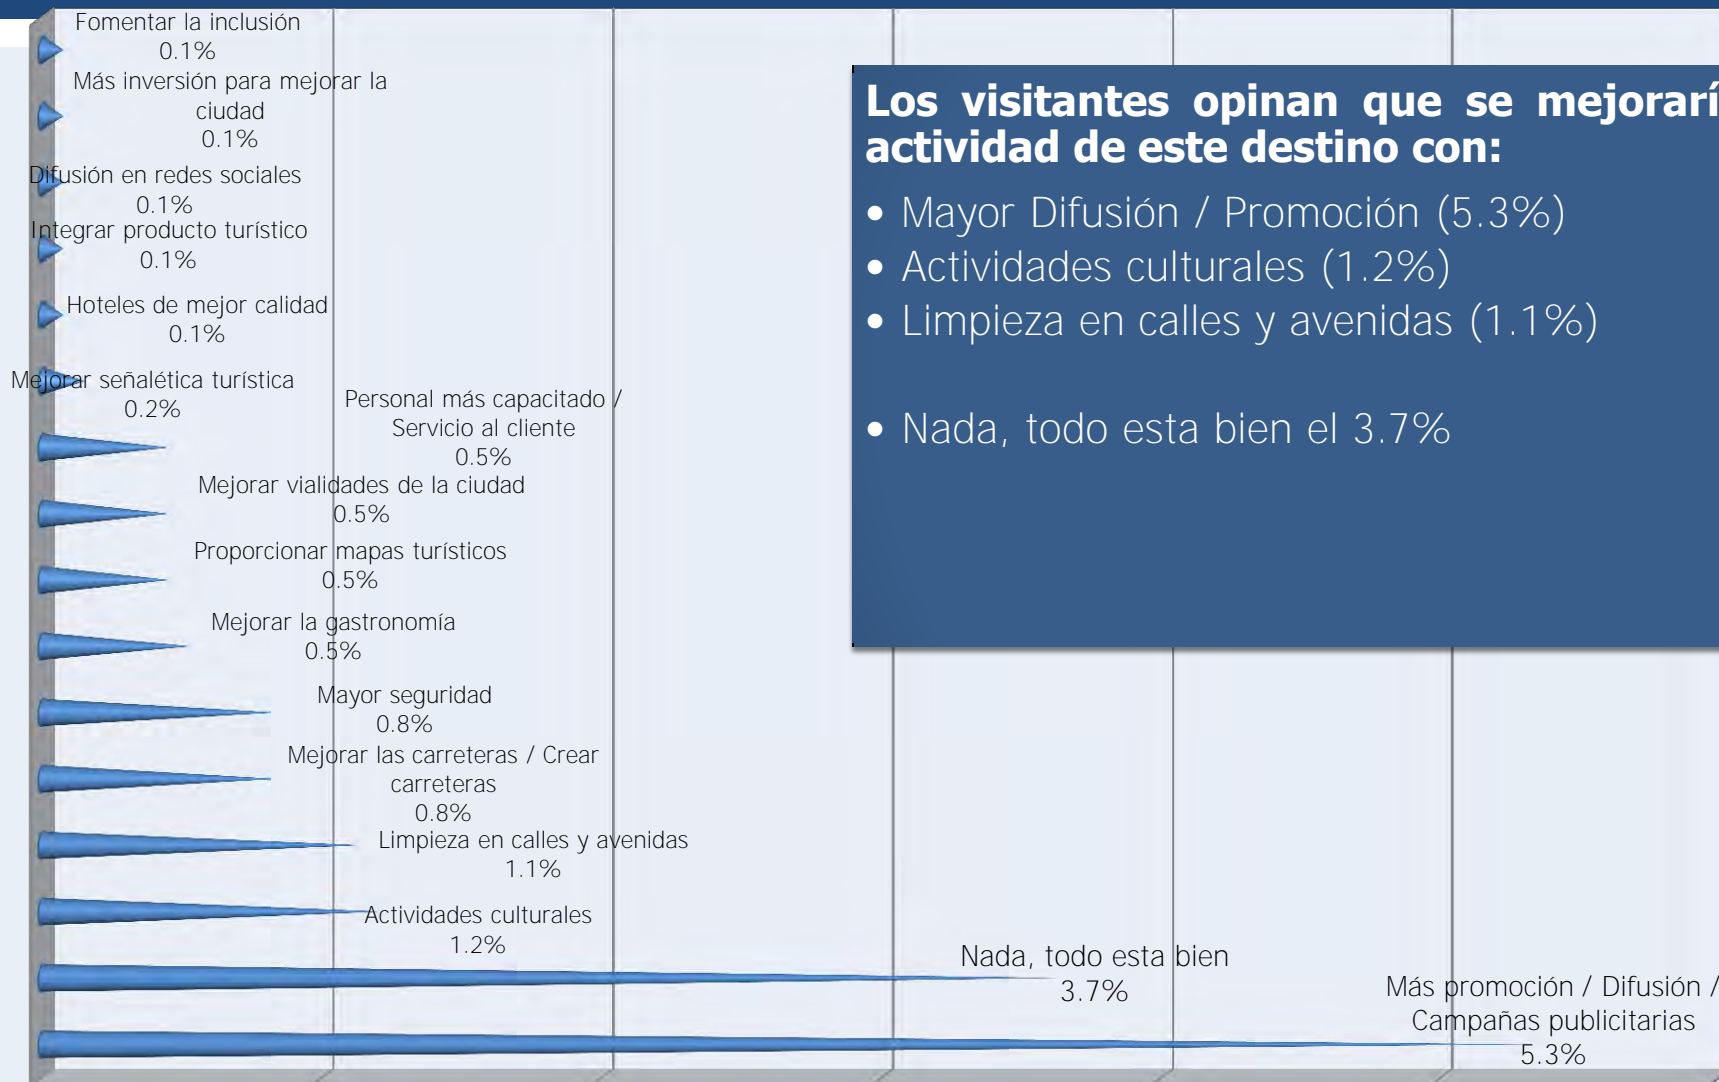 Fomentar la inclusión
0.1%
Más inversión para mejorar la
ciudad
0.1%
Difusión en redes sociales
0.1%
Integrar producto turístico
0.1%
Hoteles de mejor calidad
0.1%
Mejorar señalética turística
0.2%
Personal más capacitado /
Servicio al cliente
0.5%
Mejorar vialidades de la ciudad
0.5%
Proporcionar mapas turísticos
0.5%
Mejorar la gastronomía
0.5%
Mayor seguridad
0.8%
Mejorar las carreteras / Crear
carreteras
0.8%
Limpieza en calles y avenidas
1.1%
Actividades culturales
1.2%
Nada, todo esta bien
3.7%
Más promoción / Difusión /
Campañas publicitarias
5.3%
Los visitantes opinan que se mejorarí
actividad de este destino con:
• Mayor Difusión / Promoción (5.3%)
• Actividades culturales (1.2%)
• Limpieza en calles y avenidas (1.1%)
• Nada, todo esta bien el 3.7%